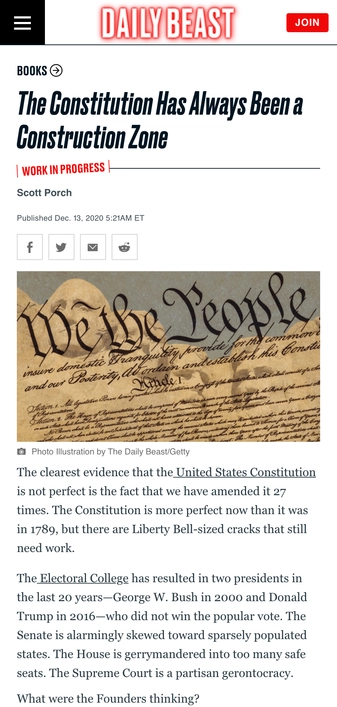 DAILY BEAST
JOIN
BOOKS
The Constitution Has Always Been a
Construction Zone
WORK IN PROGRESS
Scott Porch
Published Dec. 13, 2020 5:21AM ET
We the People
insure domestic Tranquility, provide for the common
and our Posterity, do ordain and establish this Constit
Article. I.
Photo Illustration by The Daily Beast/Getty
The clearest evidence that the United States Constitution
is not perfect is the fact that we have amended it 27
times. The Constitution is more perfect now than it was
in 1789, but there are Liberty Bell-sized cracks that still
need work.
The Electoral College has resulted in two presidents in
the last 20 years—George W. Bush in 2000 and Donald
Trump in 2016—who did not win the popular vote. The
Senate is alarmingly skewed toward sparsely populated
states. The House is gerrymandered into too many safe
seats. The Supreme Court is a partisan gerontocracy.
What were the Founders thinking?